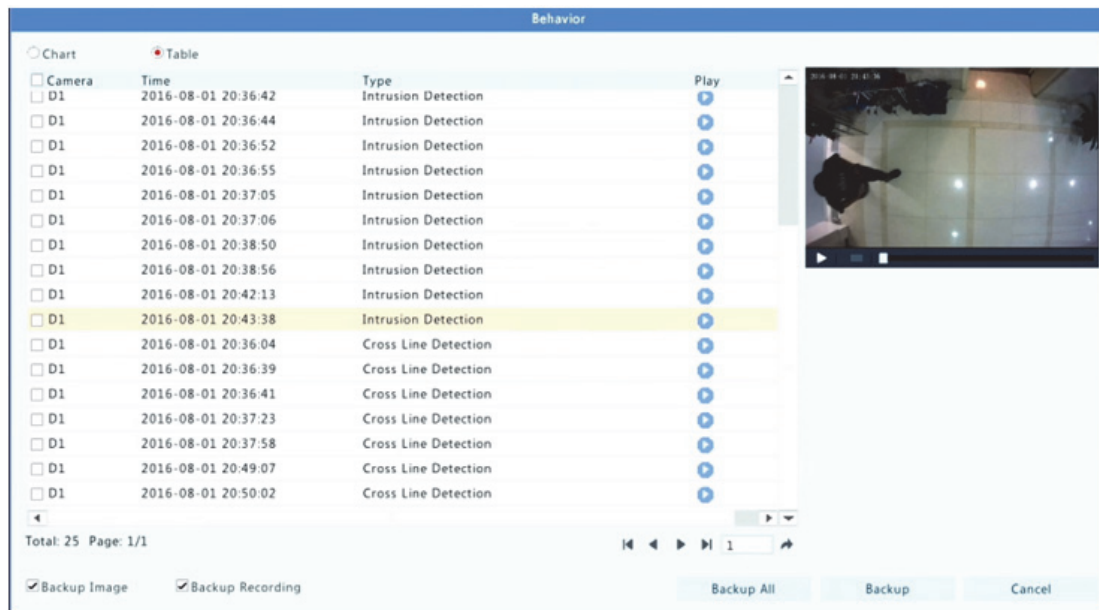 Behavior
Chart Table
Camera Time Type Play
D1 2016-08-01 20:36:42 Intrusion Detection
D1 2016-08-01 20:36:44 Intrusion Detection
D1 2016-08-01 20:36:52 Intrusion Detection
D1 2016-08-01 20:36:55 Intrusion Detection
D1 2016-08-01 20:37:05 Intrusion Detection
D1 2016-08-01 20:37:06 Intrusion Detection
D1 2016-08-01 20:38:50 Intrusion Detection
D1 2016-08-01 20:38:56 Intrusion Detection
D1 2016-08-01 20:42:13 Intrusion Detection
D1 2016-08-01 20:43:38 Intrusion Detection
D1 2016-08-01 20:36:04 Cross Line Detection
D1 2016-08-01 20:36:39 Cross Line Detection
D1 2016-08-01 20:36:41 Cross Line Detection
D1 2016-08-01 20:37:23 Cross Line Detection
D1 2016-08-01 20:37:58 Cross Line Detection
D1 2016-08-01 20:49:07 Cross Line Detection
D1 2016-08-01 20:50:02 Cross Line Detection
Total: 25 Page: 1/1 1
Backup Image Backup Recording Backup All Backup Cancel